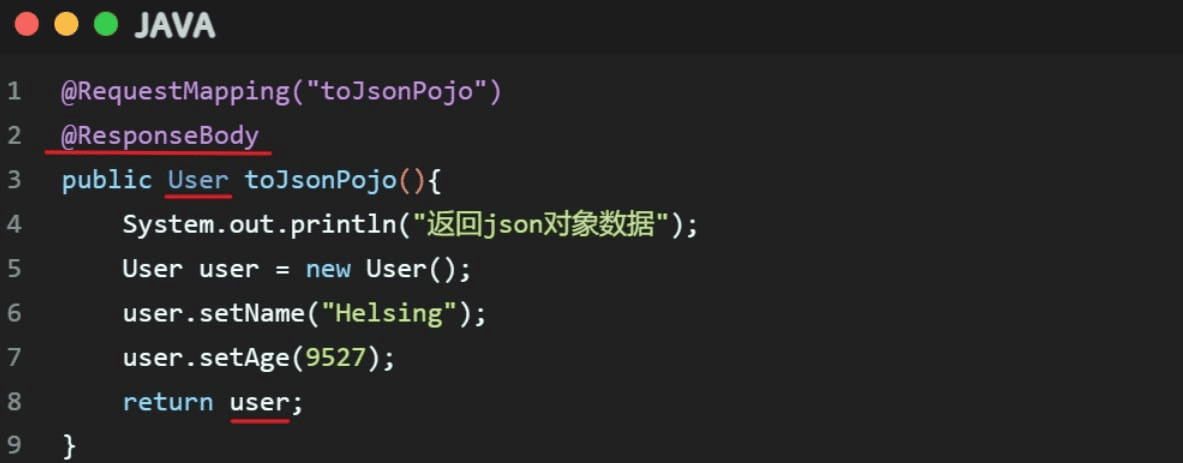 JAVA
1 @RequestMapping("toJsonPojo")
2 @ResponseBody
3 public User toJsonPojo(){
4     System.out.println("返回json对象数据");
5     User user = new User();
6     user.setName("Helsing");
7     user.setAge(9527);
8     return user;
9 }